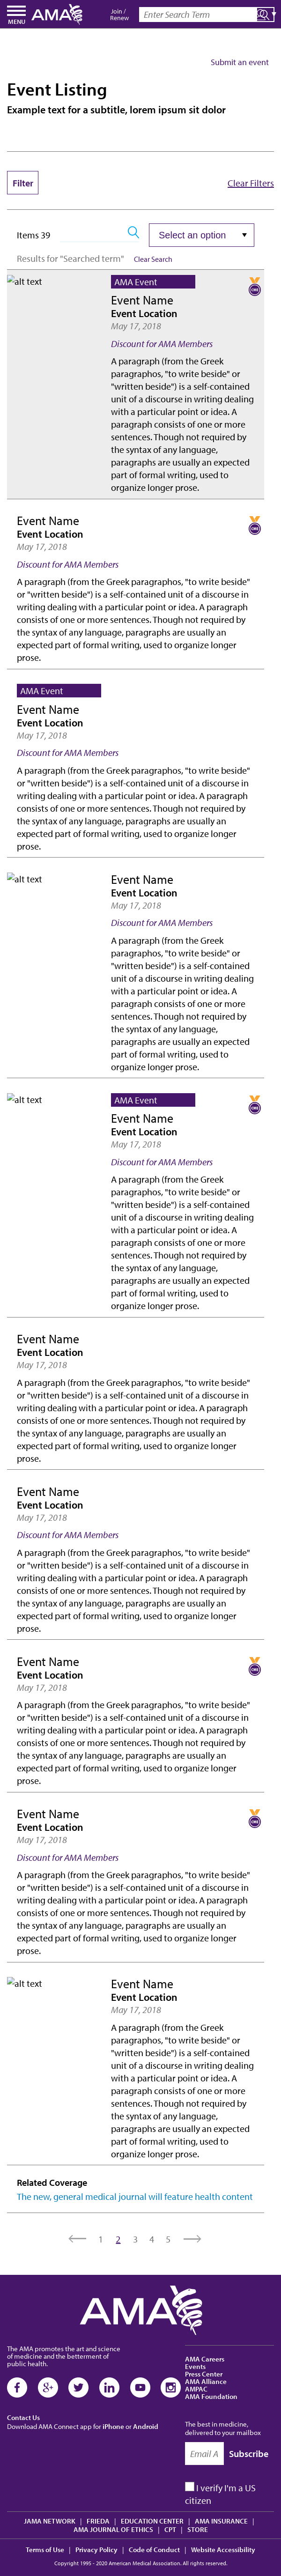 MENU
AMA
Join /
Renew
Enter Search Term
Submit an event
Event Listing
Example text for a subtitle, lorem ipsum sit dolor
Filter
Clear Filters
Items 39
Select an option
Results for "Searched term"
Clear Search
alt text
AMA Event
Event Name
Event Location
May 17, 2018
Discount for AMA Members
A paragraph (from the Greek
paragraphos, "to write beside" or
"written beside") is a self-contained
unit of a discourse in writing dealing
with a particular point or idea. A
paragraph consists of one or more
sentences. Though not required by
the syntax of any language,
paragraphs are usually an expected
part of formal writing, used to
organize longer prose.
Event Name
Event Location
May 17, 2018
Discount for AMA Members
A paragraph (from the Greek paragraphos, "to write beside"
or "written beside") is a self-contained unit of a discourse in
writing dealing with a particular point or idea. A paragraph
consists of one or more sentences. Though not required by
the syntax of any language, paragraphs are usually an
expected part of formal writing, used to organize longer
prose.
AMA Event
Event Name
Event Location
May 17, 2018
Discount for AMA Members
A paragraph (from the Greek paragraphos, "to write beside"
or "written beside") is a self-contained unit of a discourse in
writing dealing with a particular point or idea. A paragraph
consists of one or more sentences. Though not required by
the syntax of any language, paragraphs are usually an
expected part of formal writing, used to organize longer
prose.
alt text
Event Name
Event Location
May 17, 2018
Discount for AMA Members
A paragraph (from the Greek
paragraphos, "to write beside" or
"written beside") is a self-contained
unit of a discourse in writing dealing
with a particular point or idea. A
paragraph consists of one or more
sentences. Though not required by
the syntax of any language,
paragraphs are usually an expected
part of formal writing, used to
organize longer prose.
alt text
AMA Event
Event Name
Event Location
May 17, 2018
Discount for AMA Members
A paragraph (from the Greek
paragraphos, "to write beside" or
"written beside") is a self-contained
unit of a discourse in writing dealing
with a particular point or idea. A
paragraph consists of one or more
sentences. Though not required by
the syntax of any language,
paragraphs are usually an expected
part of formal writing, used to
organize longer prose.
Event Name
Event Location
May 17, 2018
A paragraph (from the Greek paragraphos, "to write beside"
or "written beside") is a self-contained unit of a discourse in
writing dealing with a particular point or idea. A paragraph
consists of one or more sentences. Though not required by
the syntax of any language, paragraphs are usually an
expected part of formal writing, used to organize longer
prose.
Event Name
Event Location
May 17, 2018
Discount for AMA Members
A paragraph (from the Greek paragraphos, "to write beside"
or "written beside") is a self-contained unit of a discourse in
writing dealing with a particular point or idea. A paragraph
consists of one or more sentences. Though not required by
the syntax of any language, paragraphs are usually an
expected part of formal writing, used to organize longer
prose.
Event Name
Event Location
May 17, 2018
A paragraph (from the Greek paragraphos, "to write beside"
or "written beside") is a self-contained unit of a discourse in
writing dealing with a particular point or idea. A paragraph
consists of one or more sentences. Though not required by
the syntax of any language, paragraphs are usually an
expected part of formal writing, used to organize longer
prose.
Event Name
Event Location
May 17, 2018
Discount for AMA Members
A paragraph (from the Greek paragraphos, "to write beside"
or "written beside") is a self-contained unit of a discourse in
writing dealing with a particular point or idea. A paragraph
consists of one or more sentences. Though not required by
the syntax of any language, paragraphs are usually an
expected part of formal writing, used to organize longer
prose.
alt text
Event Name
Event Location
May 17, 2018
A paragraph (from the Greek
paragraphos, "to write beside" or
"written beside") is a self-contained
unit of a discourse in writing dealing
with a particular point or idea. A
paragraph consists of one or more
sentences. Though not required by
the syntax of any language,
paragraphs are usually an expected
part of formal writing, used to
organize longer prose.
Related Coverage
The new, general medical journal will feature health content
1 2 3 4 5
AMA
The AMA promotes the art and science
of medicine and the betterment of
public health.
Contact Us
Download AMA Connect app for iPhone or Android
AMA Careers
Events
Press Center
AMA Alliance
AMPAC
AMA Foundation
The best in medicine,
delivered to your mailbox
Email A
Subscribe
I verify I'm a US
citizen
JAMA NETWORK | FRIEDA | EDUCATION CENTER | AMA INSURANCE |
AMA JOURNAL OF ETHICS | CPT | STORE
Terms of Use | Privacy Policy | Code of Conduct | Website Accessibility
Copyright 1995 - 2020 American Medical Association. All rights reserved.